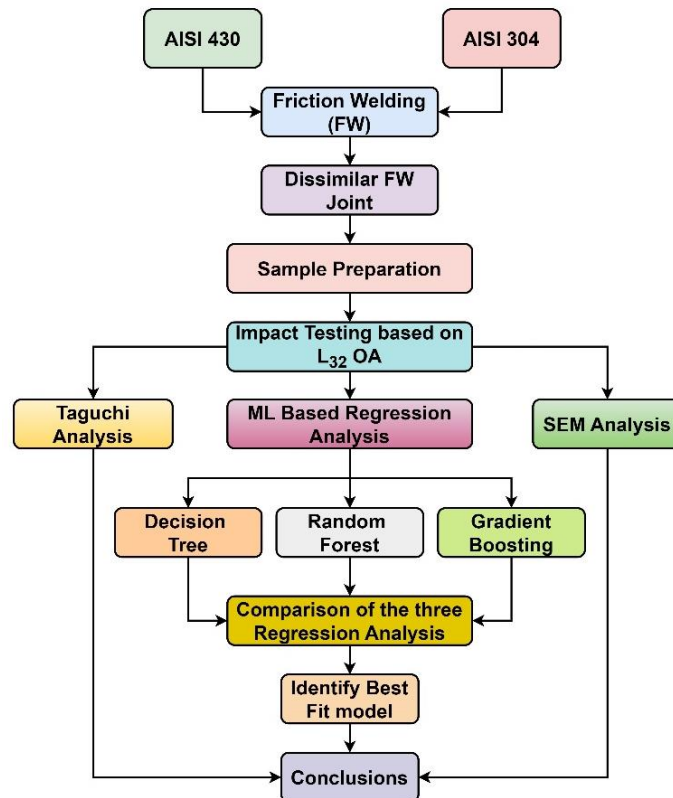 AISI 430
AISI 304
Friction Welding
(FW)
Dissimilar FW
Joint
Sample Preparation
Impact Testing based on
L32 OA
Taguchi
Analysis
ML Based Regression
Analysis
SEM Analysis
Decision
Tree
Random
Forest
Gradient
Boosting
Comparison of the three
Regression Analysis
Identify Best
Fit model
Conclusions